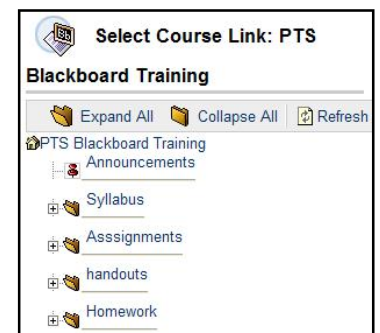 Select Course Link: PTS
Blackboard Training
Expand All Collapse All Refresh
PTS Blackboard Training
Announcements
Syllabus
Asssignments
handouts
Homework